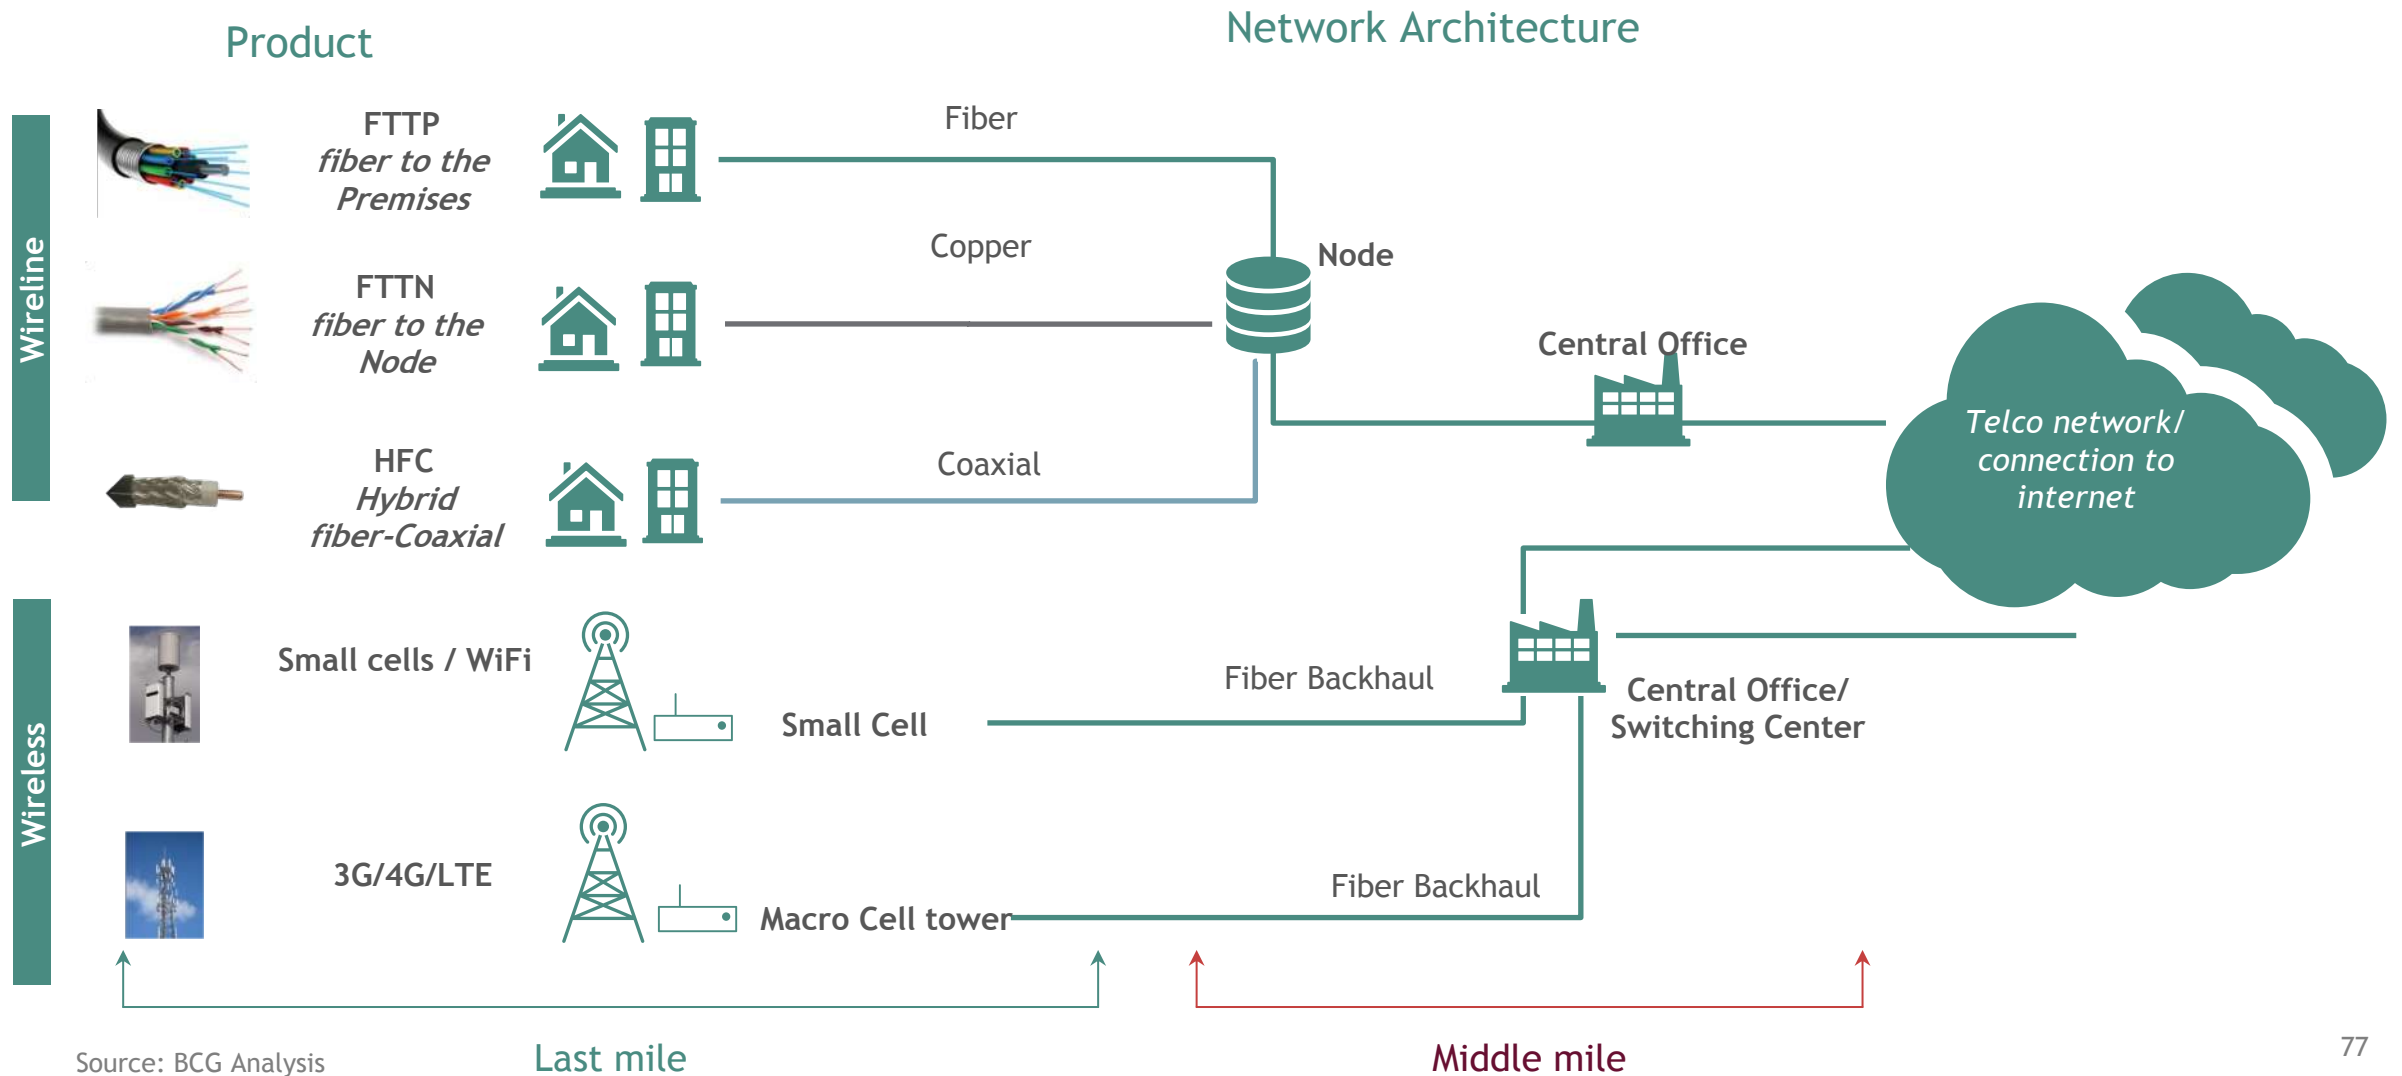 Product
Network Architecture
Wireline
FTTP
fiber to the
Premises
Fiber
FTTN
fiber to the
Node
Copper
Node
HFC
Hybrid
fiber-Coaxial
Coaxial
Central Office
Telco network/
connection to
internet
Wireless
Small cells / WiFi
Small Cell
Fiber Backhaul
Central Office/
Switching Center
3G/4G/LTE
Macro Cell tower
Fiber Backhaul
Last mile
Middle mile
Source: BCG Analysis
77